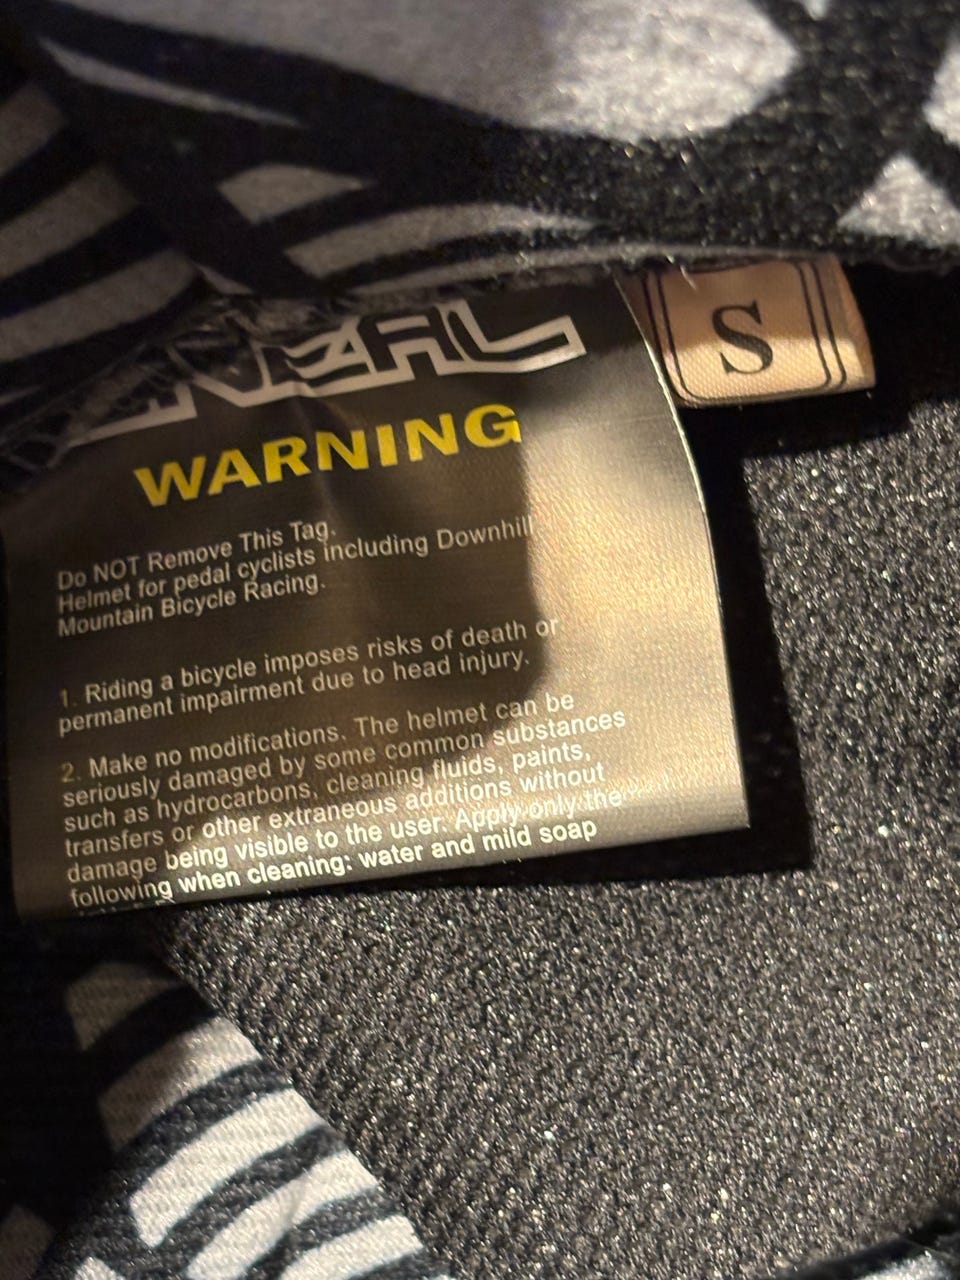 S
WARNING
Do NOT Remove This Tag.
Helmet for pedal cyclists including Downhill
Mountain Bicycle Racing.
1. Riding a bicycle imposes risks of death or
permanent impairment due to head injury.
2. Make no modifications. The helmet can be
seriously damaged by some common substances
such as hydrocarbons, cleaning fluids, paints,
transfers or other extraneous additions without
damage being visible to the user. Apply only the
following when cleaning: water and mild soap